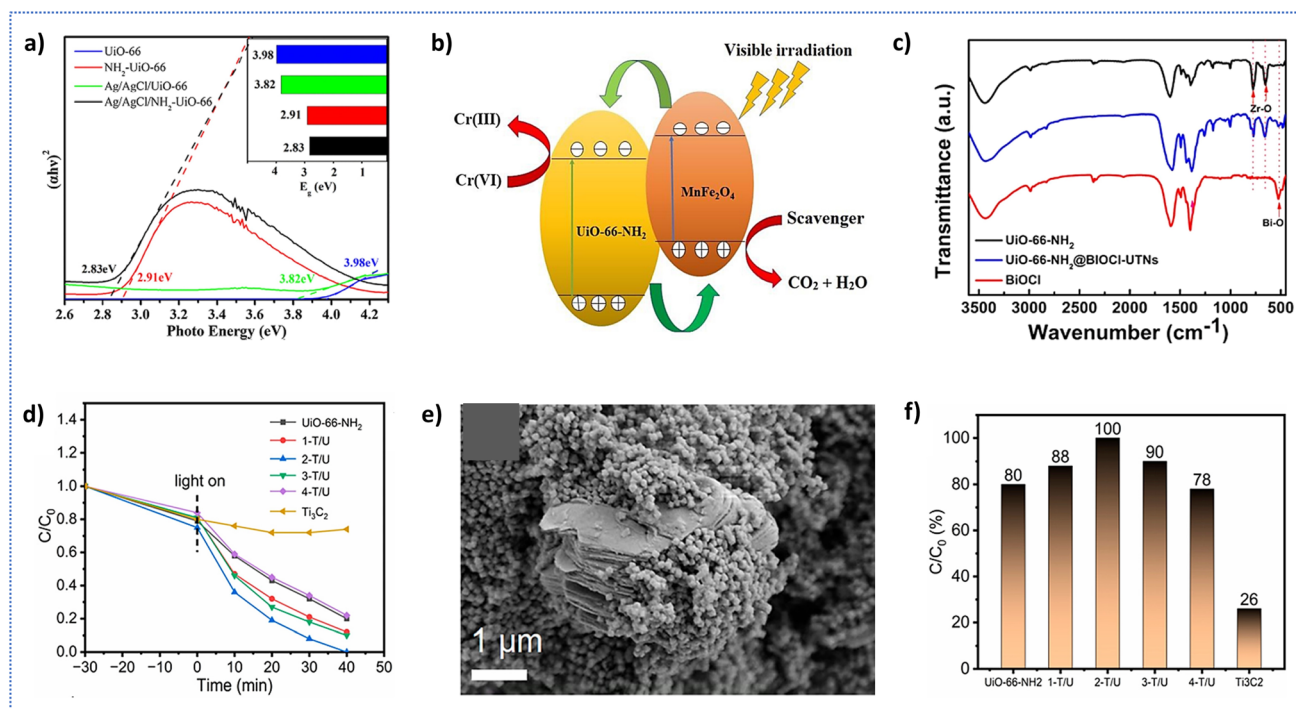 a)
UiO-66
NH2-UiO-66
Ag/AgCl/UiO-66
Ag/AgCl/NH2-UiO-66
3.98
3.82
2.91
2.83
4 3 2 1
Eg (eV)
(αhν)²
2.83eV
2.91eV
3.82eV
3.98eV
2.6 2.8 3.0 3.2 3.4 3.6 3.8 4.0 4.2
Photo Energy (eV)
b)
Visible irradiation
Cr(III)
Cr(VI)
UiO-66-NH2
MnFe2O4
Scavenger
CO2 + H2O
c)
Transmittance (a.u.)
Zr-O
Bi-O
UiO-66-NH2
UiO-66-NH2@BIOCl-UTNs
BiOCl
3500 3000 2500 2000 1500 1000 500
Wavenumber (cm-1)
d)
C/C0
1.4
1.2
1.0
0.8
0.6
0.4
0.2
0.0
light on
UiO-66-NH2
1-T/U
2-T/U
3-T/U
4-T/U
Ti3C2
-30 -20 -10 0 10 20 30 40 50
Time (min)
e)
1 μm
f)
C/C0 (%)
100
80
60
40
20
0
80
88
100
90
78
26
UiO-66-NH2 1-T/U 2-T/U 3-T/U 4-T/U Ti3C2